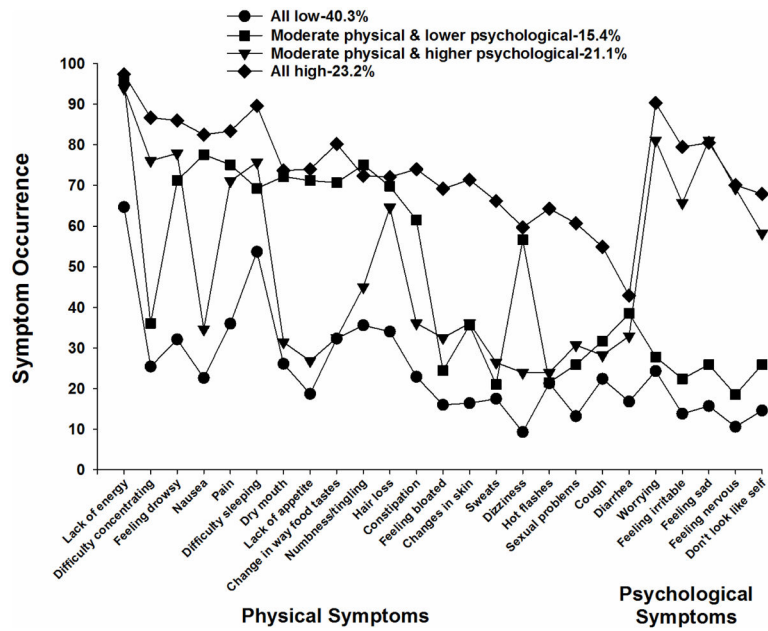 All low-40.3%
Moderate physical & lower psychological-15.4%
Moderate physical & higher psychological-21.1%
All high-23.2%
Symptom Occurrence
100
90
80
70
60
50
40
30
20
10
0
Lack of energy
Difficulty concentrating
Feeling drowsy
Nausea
Pain
Difficulty sleeping
Dry mouth
Lack of appetite
Change in way food tastes
Numbness/tingling
Hair loss
Constipation
Feeling bloated
Changes in skin
Sweats
Dizziness
Hot flashes
Sexual problems
Cough
Diarrhea
Worrying
Feeling irritable
Feeling sad
Feeling nervous
Don't look like self
Physical Symptoms
Psychological
Symptoms